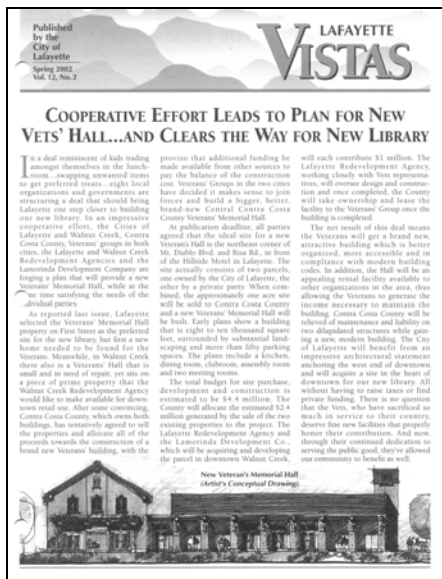 Published
by the
City of
Lafayette
Spring 2002
Vol. 12, No. 2
LAFAYETTE
VISTAS
COOPERATIVE EFFORT LEADS TO PLAN FOR NEW
VETS' HALL...AND CLEARS THE WAY FOR NEW LIBRARY
In a deal reminiscent of kids trading
amongst themselves in the lunch-
room...swapping unwanted items
to get preferred treats...eight local
organizations and governments are
structuring a deal that should bring
Lafayette one step closer to building
our new library. In an impressive
cooperative effort, the Cities of
Lafayette and Walnut Creek, Contra
Costa County, Veterans' groups in both
cities, the Lafayette and Walnut Creek
Redevelopment Agencies and the
Lamorinda Development Company are
forging a plan that will provide a new
Veterans' Memorial Hall, while at the
me time satisfying the needs of the
dividual parties.
As reported last issue, Lafayette
selected the Veterans' Memorial Hall
property on First Street as the preferred
site for the new library, but first a new
home needed to be found for the
Veterans. Meanwhile, in Walnut Creek
there also is a Veterans' Hall that is
small and in need of repair, yet sits on
a piece of prime property that the
Walnut Creek Redevelopment Agency
would like to make available for down-
town retail use. After some convincing,
Contra Costa County, which owns both
buildings, has tentatively agreed to sell
the properties and allocate all of the
proceeds towards the construction of a
brand new Veterans' building, with the
proviso that additional funding be
made available from other sources to
pay the balance of the construction
cost. Veterans' Groups in the two cities
have decided it makes sense to join
forces and build a bigger, better,
brand-new Central Contra Costa
County Veterans' Memorial Hall.
At publication deadline, all parties
agreed that the ideal site for a new
Veteran's Hall is the northeast corner of
Mt. Diablo Blvd. and Risa Rd., in front
of the Hillside Morel in Lafayette. The
site actually consists of two parcels,
one owned by the City of Lafayette, the
other by a private party. When com-
bined, the approximately one acre site
will be sold to Contra Costa County
and a new Veterans' Memorial Hall will
be built. Early plans show a building
that is eight to ten thousand square
feet, surrounded by substantial land-
scaping and more than fifty parking
spaces. The plans include a kitchen,
dining room, clubroom, assembly room
and two meeting rooms.
The total budget for site purchase,
development and construction is
estimated to be $4.4 million. The
County will allocate the estimated $2.4
million generated by the sale of the two
existing properties to the project. The
Lafayette Redevelopment Agency and
the Lamorinda Development Co.,
which will be acquiring and developing
the parcel in downtown Walnut Creek,
will each contribute $1 million. The
Lafayette Redevelopment Agency,
working closely with Vets representa-
tives, will oversee design and construc-
tion and once completed, the County
will take ownership and lease the
facility to the Veterans Group once the
building is completed.
The net result of this deal means
the Veterans will get a brand new,
attractive building which is better
organized, more accessible and in
compliance with modern building
codes. In addition, the Hall will be an
appealing rental facility available to
other organizations in the area, thus
allowing the Veterans to generate the
income necessary to maintain the
building. Contra Costa County will be
relieved of maintenance and liability on
two dilapidated structures while gain-
ing a new, modern building. The City
of Lafayette will benefit from an
impressive architectural statement
anchoring the west end of downtown
and will acquire a site in the heart of
downtown for our new library. All
without having to raise taxes or find
private funding. There is no question
that the Vets, who have sacrificed so
much in service to their country,
deserve fine new facilities that properly
honor their contribution. And now,
through their continued dedication to
serving the public good, they've allowed
our community to benefit as well.
New Veteran's Memorial Hall
(Artist's Conceptual Drawing)